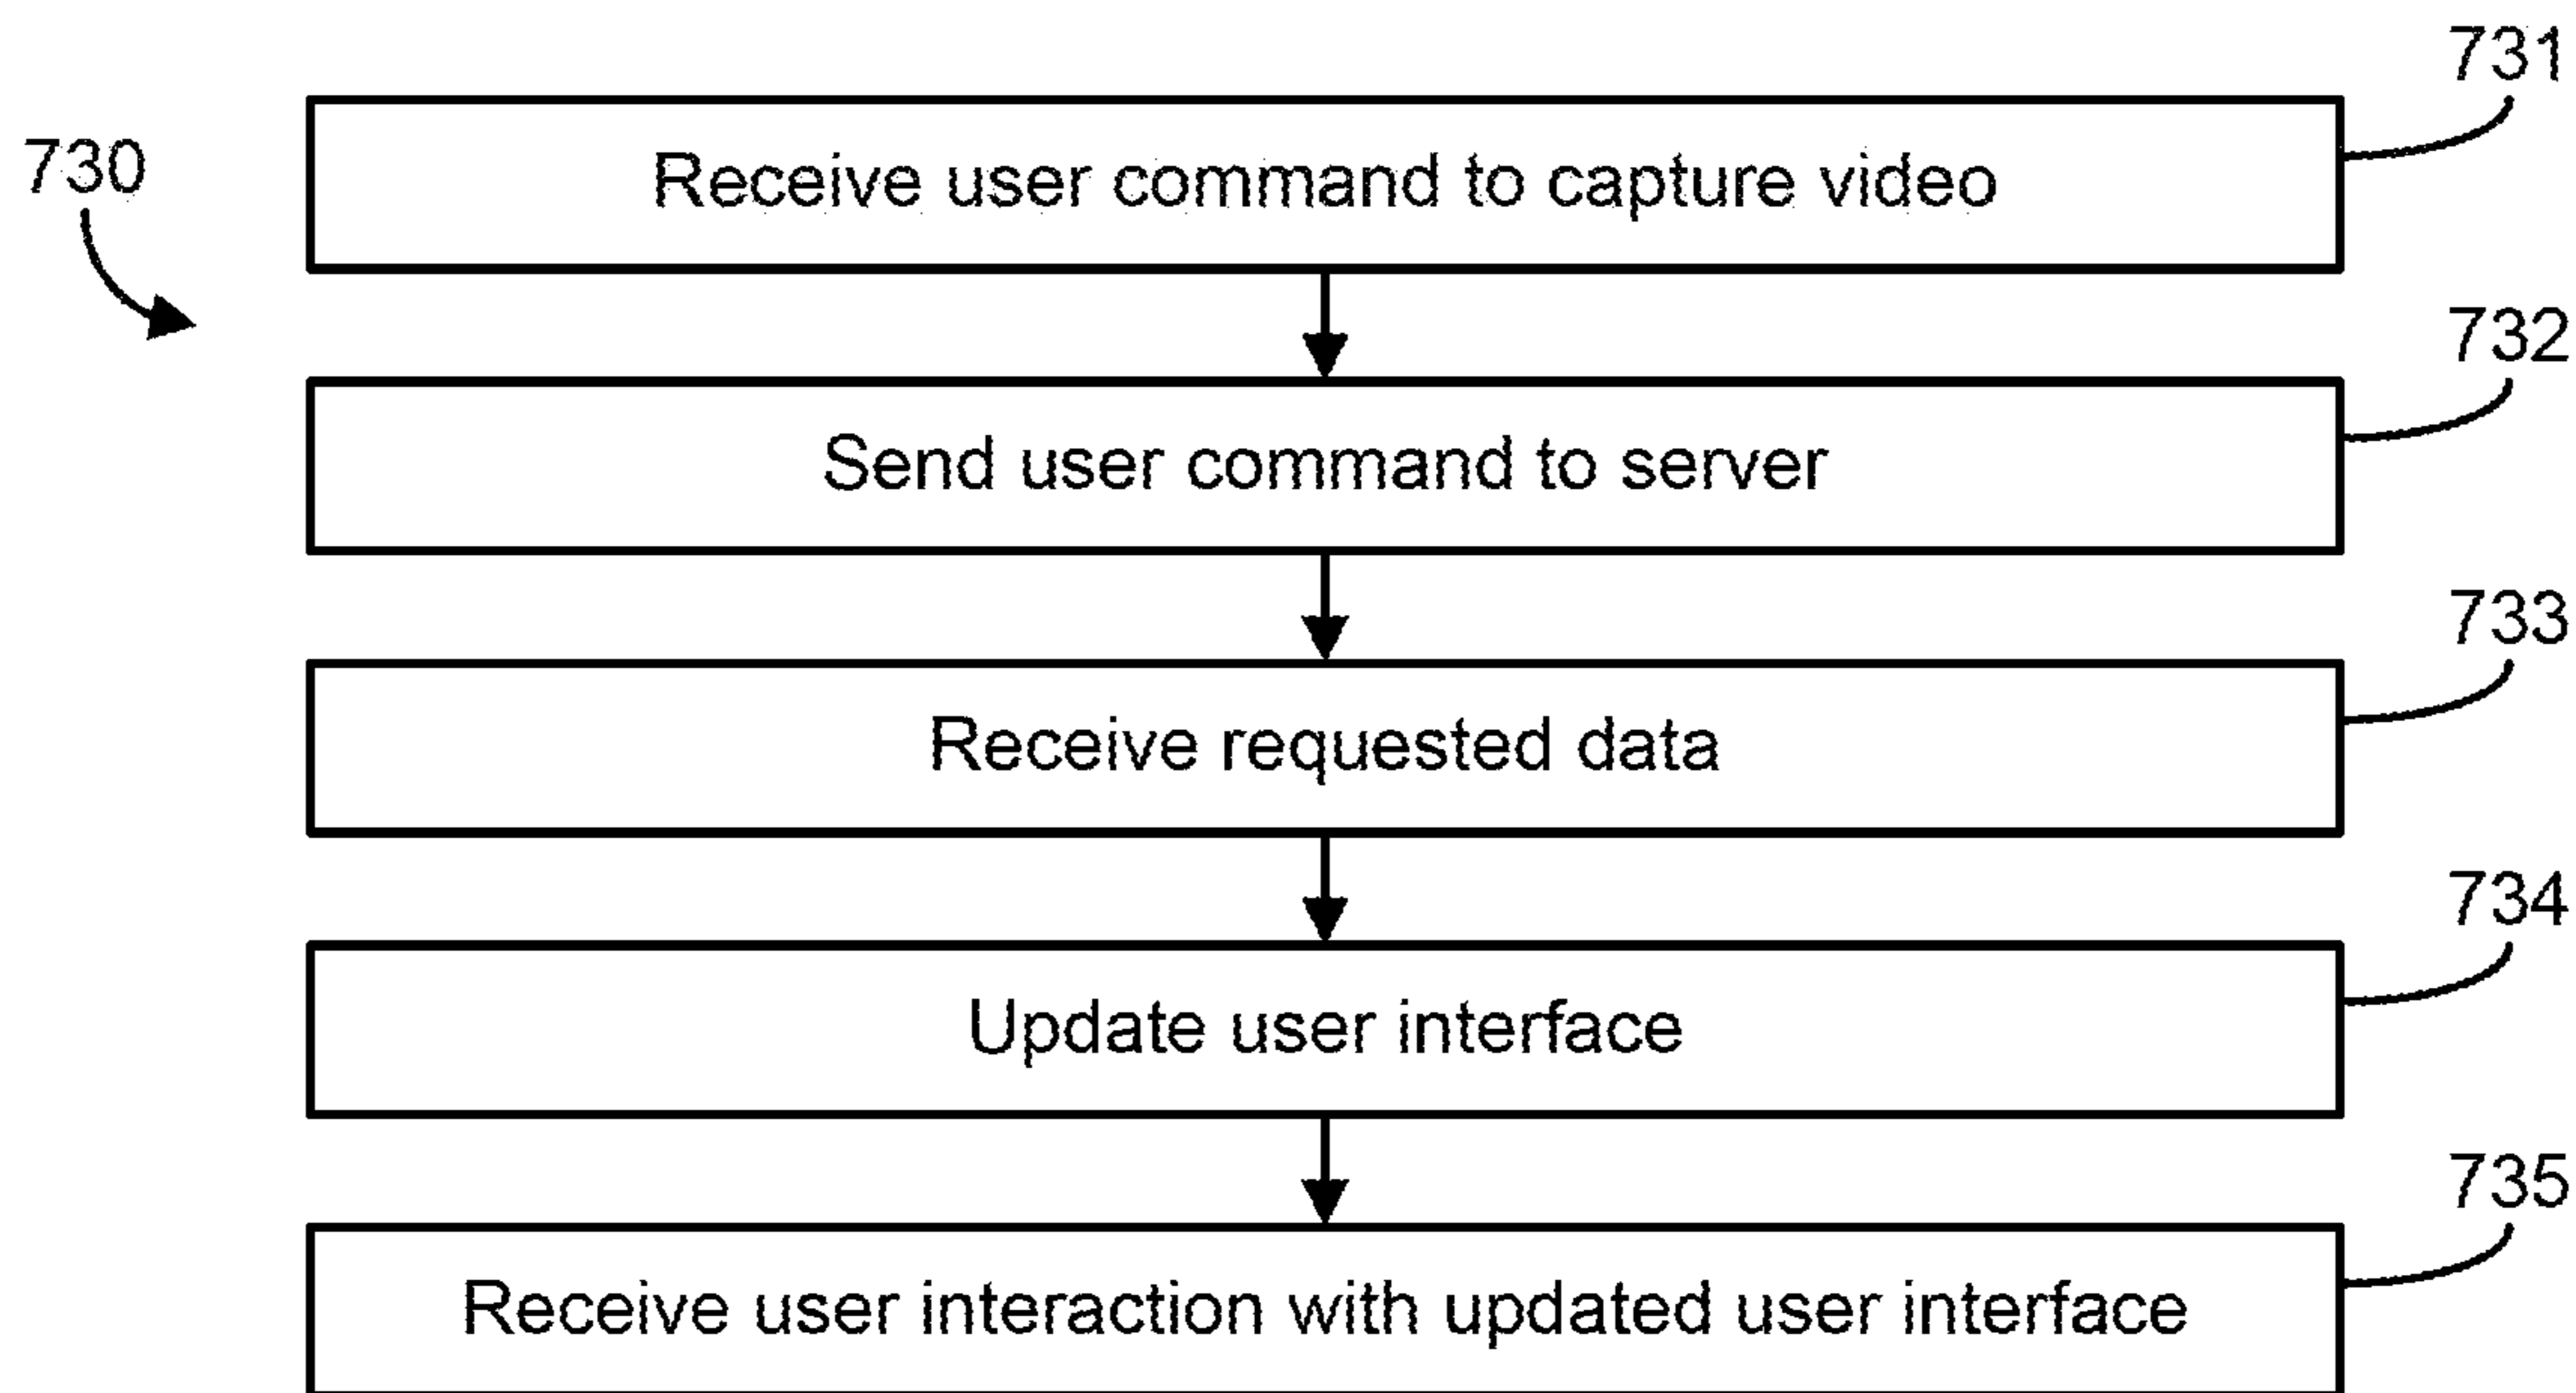 731
730
Receive user command to capture video
732
Send user command to server
733
Receive requested data
734
Update user interface
735
Receive user interaction with updated user interface